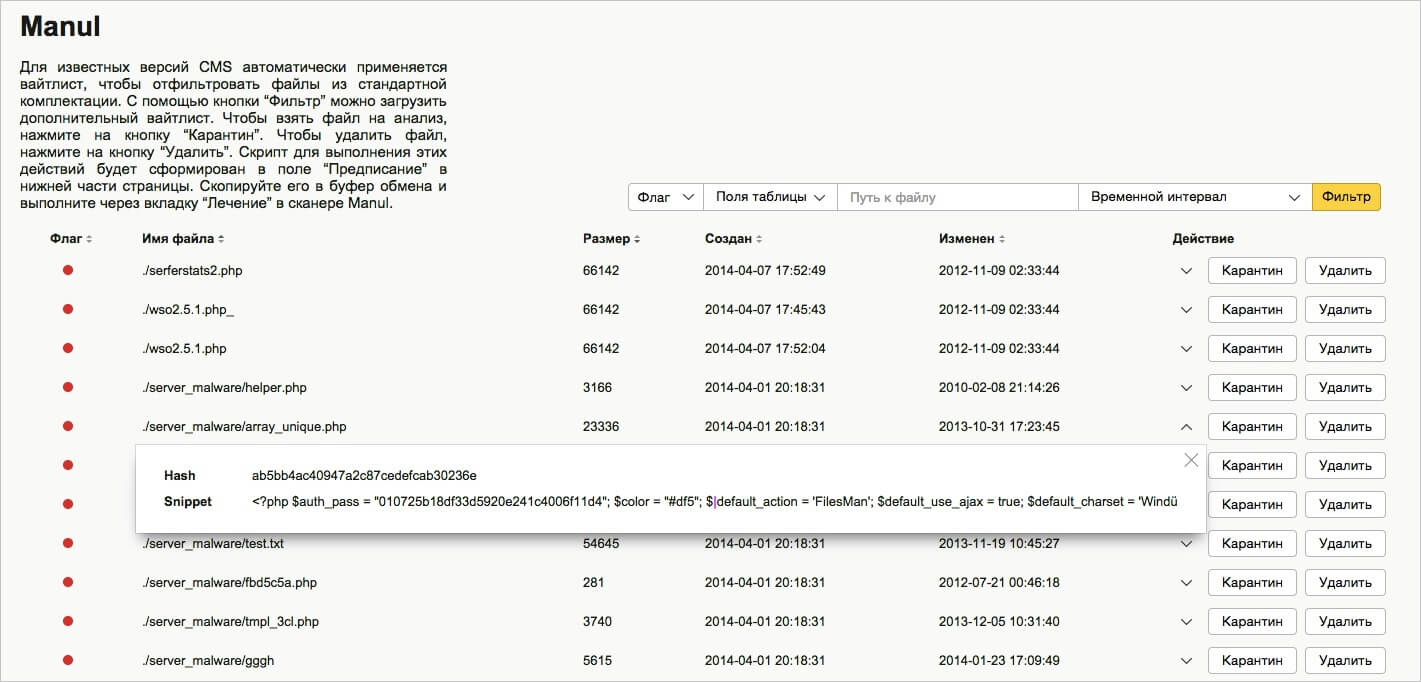 Manul
Для известных версий CMS автоматически применяется
вайтлист, чтобы отфильтровать файлы из стандартной
комплектации. С помощью кнопки “Фильтр” можно загрузить
дополнительный вайтлист. Чтобы взять файл на анализ,
нажмите на кнопку “Карантин”. Чтобы удалить файл,
нажмите на кнопку “Удалить”. Скрипт для выполнения этих
действий будет сформирован в поле “Предписание” в
нижней части страницы. Скопируйте его в буфер обмена и
выполните через вкладку “Лечение” в сканере Manul.
Флаг Поля таблицы Путь к файлу Временной интервал Фильтр
Флаг Имя файла Размер Создан Изменен Действие
./serferstats2.php 66142 2014-04-07 17:52:49 2012-11-09 02:33:44 Карантин Удалить
./wso2.5.1.php_ 66142 2014-04-07 17:45:43 2012-11-09 02:33:44 Карантин Удалить
./wso2.5.1.php 66142 2014-04-07 17:52:04 2012-11-09 02:33:44 Карантин Удалить
./server_malware/helper.php 3166 2014-04-01 20:18:31 2010-02-08 21:14:26 Карантин Удалить
./server_malware/array_unique.php 23336 2014-04-01 20:18:31 2013-10-31 17:23:45 Карантин Удалить
Карантин Удалить
Hash ab5bb4ac40947a2c87cedefcab30236e
Snippet <?php $auth_pass = "010725b18df33d5920e241c4006f11d4"; $color = "#df5"; $|default_action = 'FilesMan'; $default_use_ajax = true; $default_charset = 'Windü
Карантин Удалить
./server_malware/test.txt 54645 2014-04-01 20:18:31 2013-11-19 10:45:27 Карантин Удалить
./server_malware/fbd5c5a.php 281 2014-04-01 20:18:31 2012-07-21 00:46:18 Карантин Удалить
./server_malware/tmpl_3cl.php 3740 2014-04-01 20:18:31 2013-12-05 10:31:40 Карантин Удалить
./server_malware/gggh 5615 2014-04-01 20:18:31 2014-01-23 17:09:49 Карантин Удалить